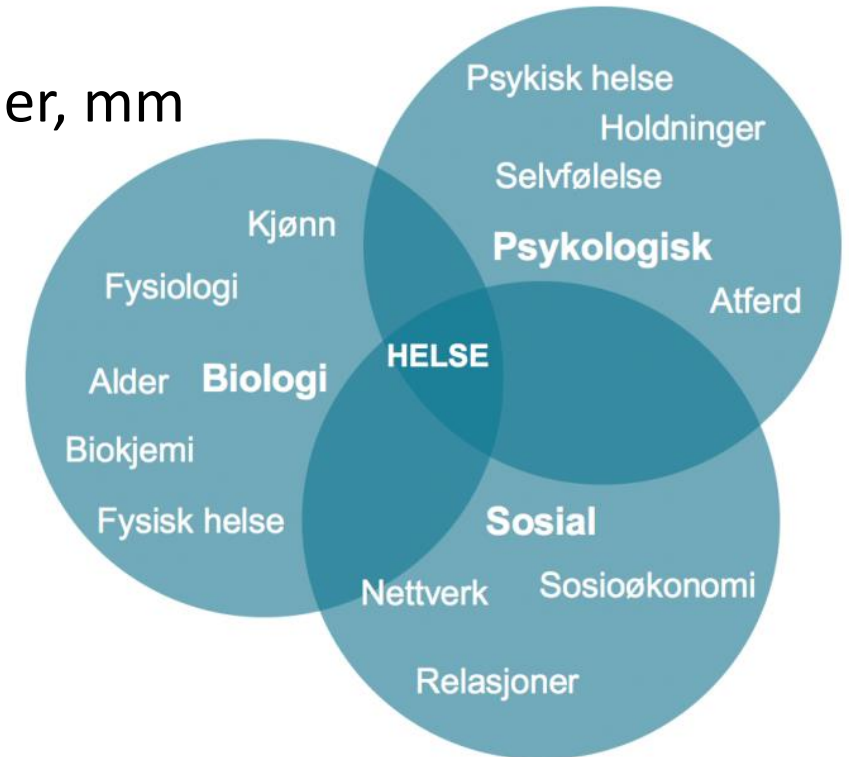 er, mm
Psykisk helse
Holdninger
Selvfølelse
Psykologisk
Atferd
Kjønn
Fysiologi
Alder Biologi
Biokjemi
Fysisk helse
HELSE
Sosial
Nettverk Sosioøkonomi
Relasjoner